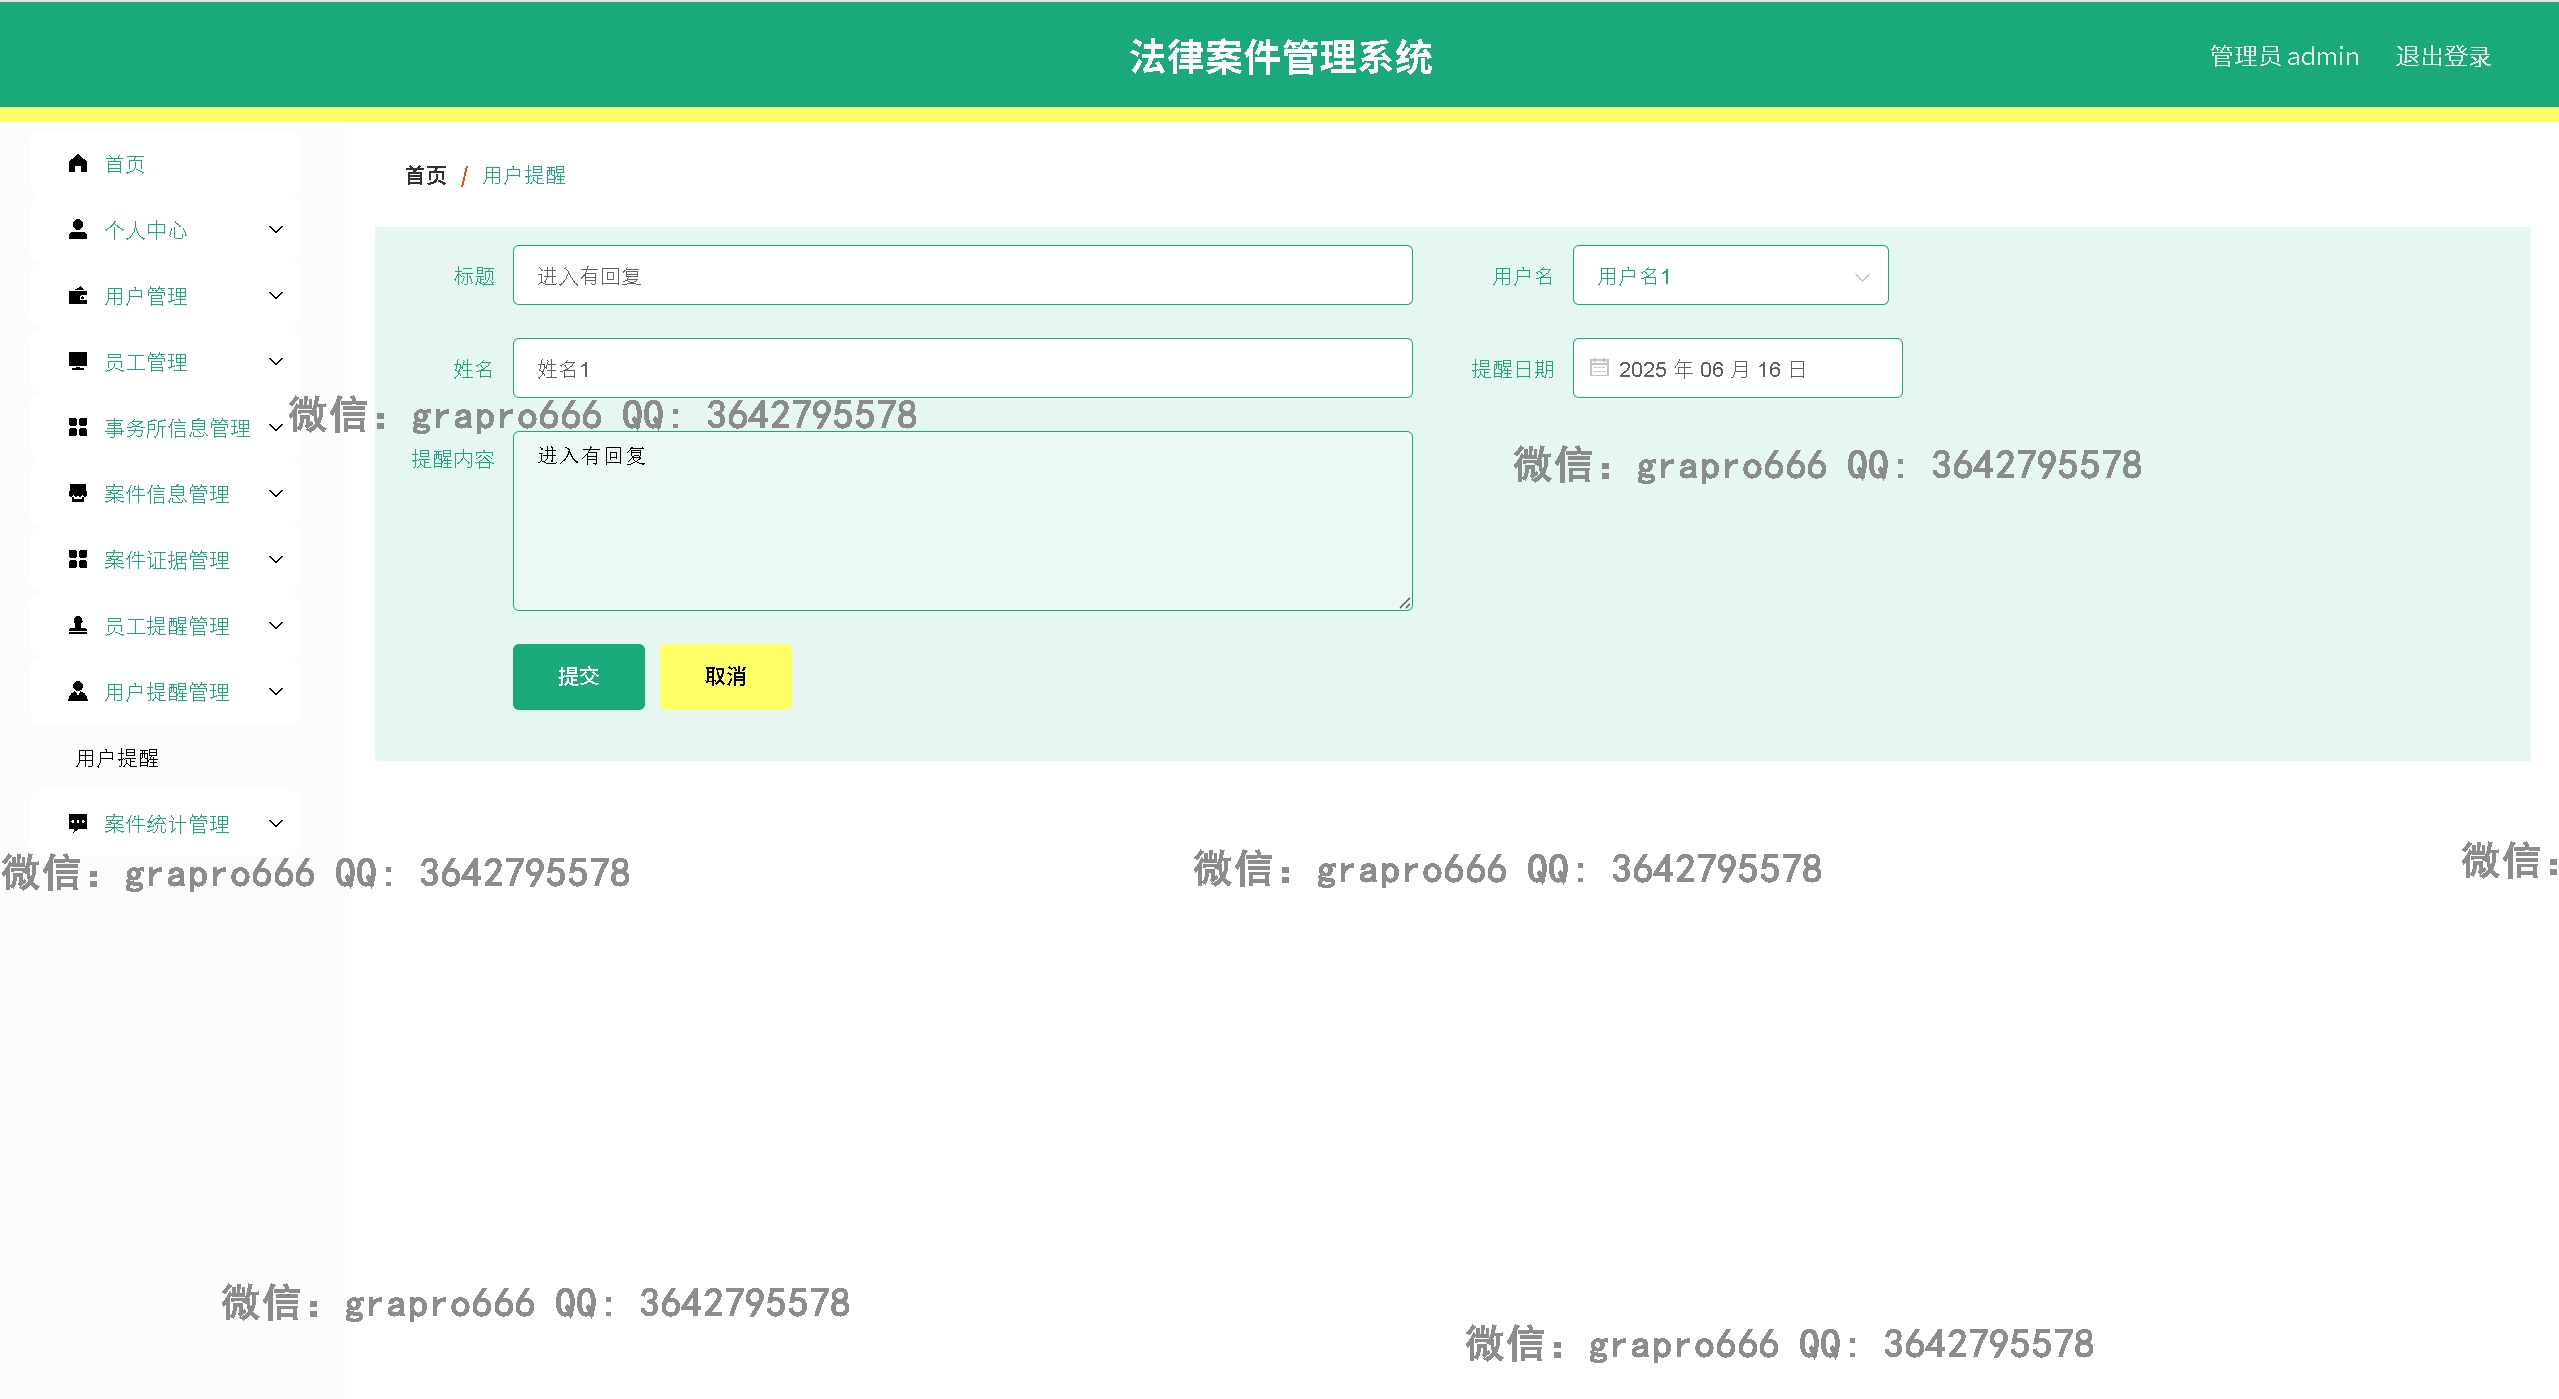 法律案件管理系统
管理员 admin 退出登录
首页
个人中心
用户管理
员工管理
事务所信息管理
案件信息管理
案件证据管理
员工提醒管理
用户提醒管理
用户提醒
案件统计管理
首页 / 用户提醒
标题 进入有回复
用户名 用户名1
姓名 姓名1
提醒日期 2025 年 06 月 16 日
提醒内容 进入有回复
提交 取消
微信: grapro666 QQ: 3642795578
微信: grapro666 QQ: 3642795578
微信: grapro666 QQ: 3642795578
微信: grapro666 QQ: 3642795578
微信:
微信: grapro666 QQ: 3642795578
微信: grapro666 QQ: 3642795578